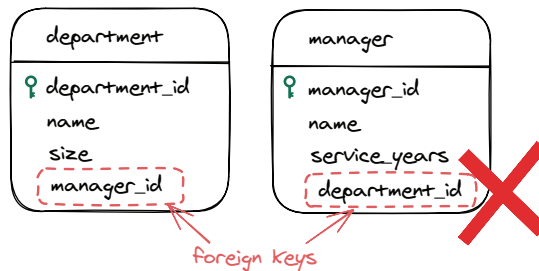 department
department_id
name
size
manager_id
manager
manager_id
name
service_years
department_id
foreign keys